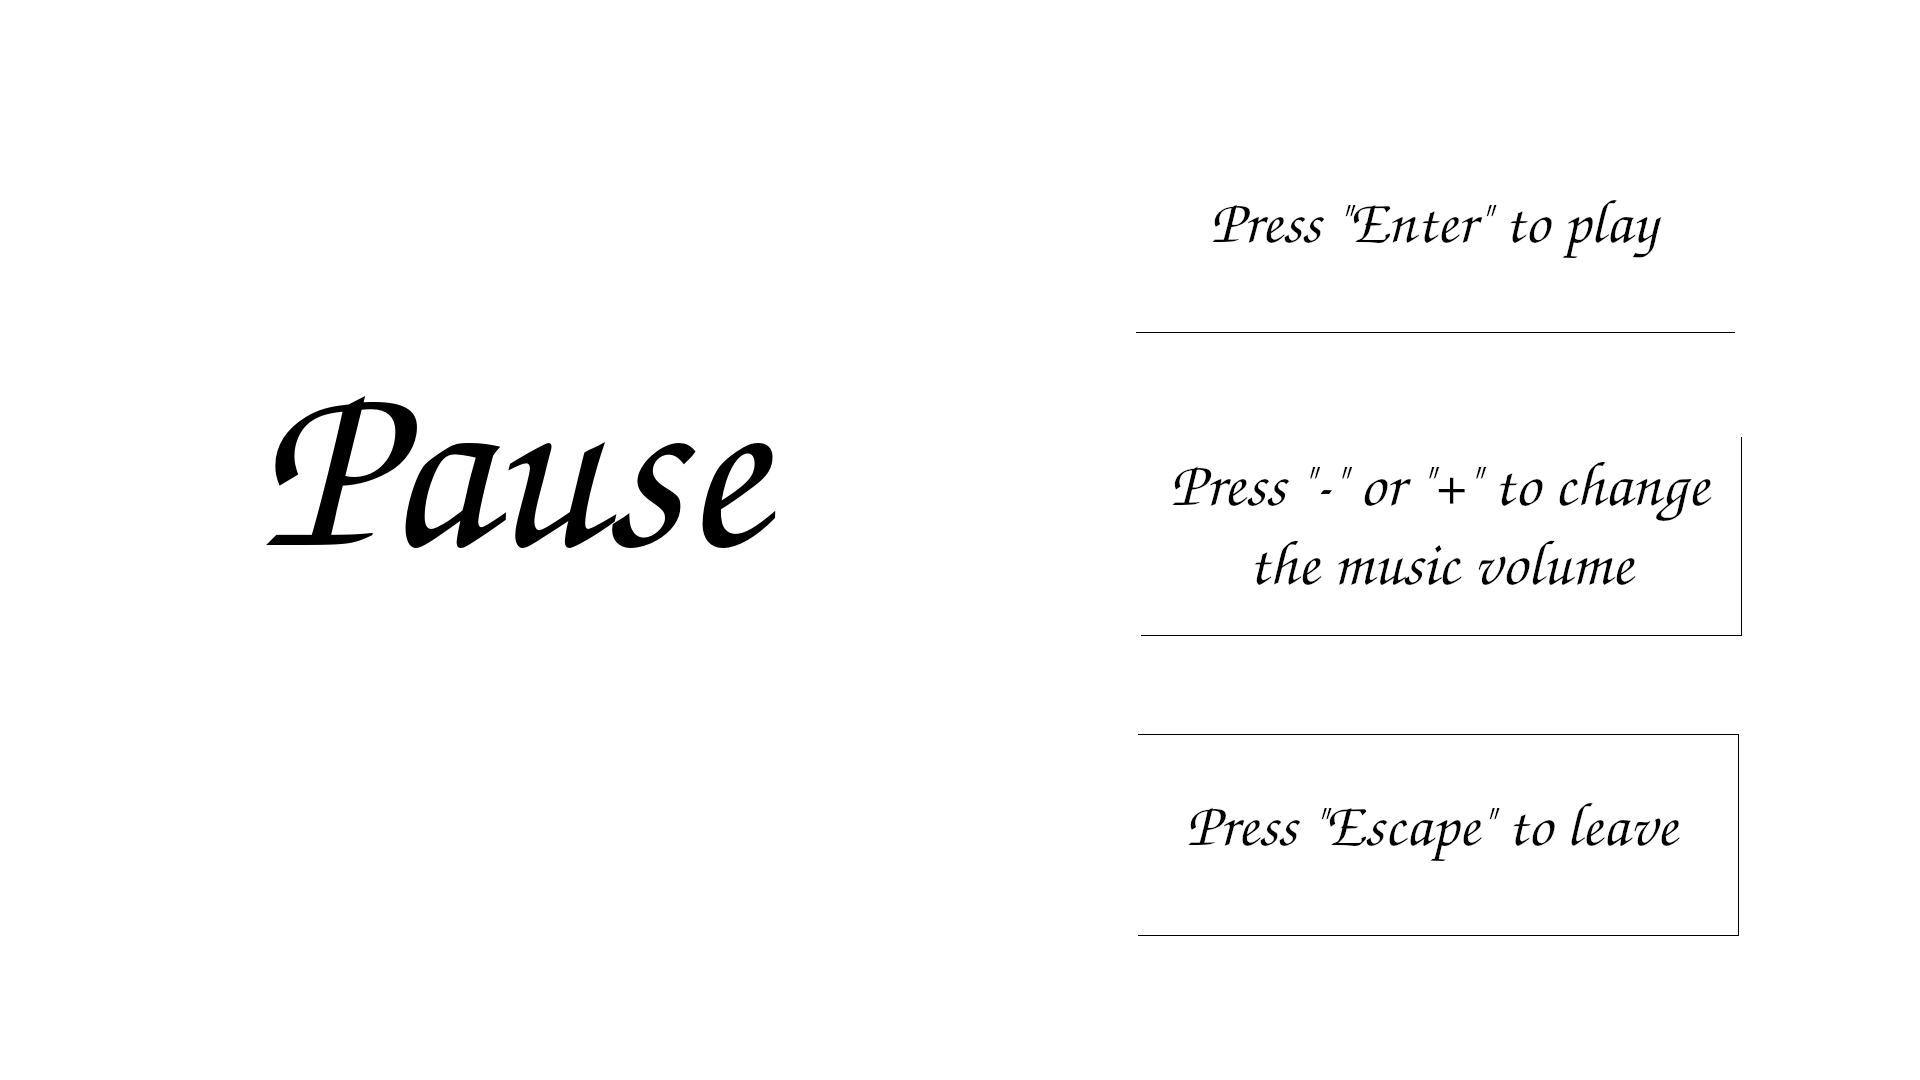 Pause
Press "Enter" to play
Press "-" or "+" to change
the music volume
Press "Escape" to leave